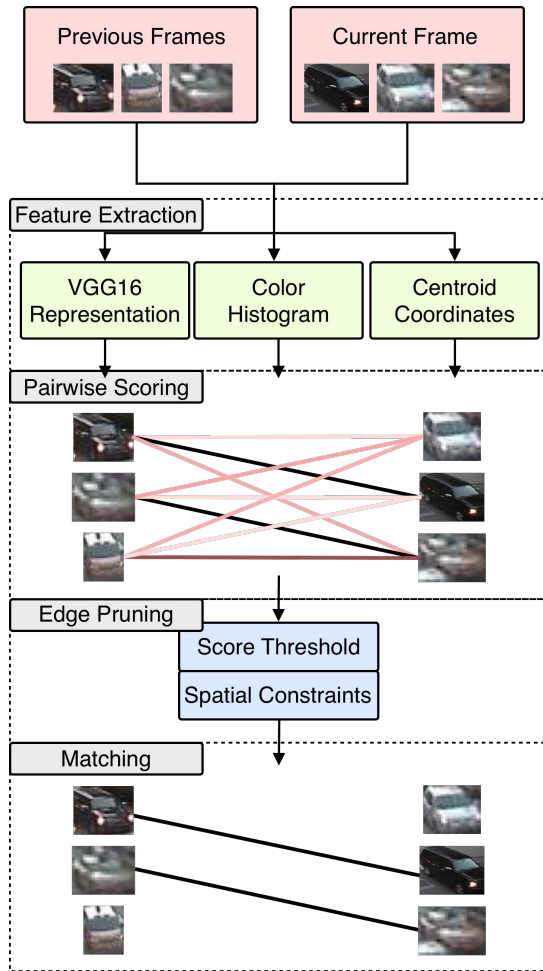 Previous Frames
Current Frame
Feature Extraction
VGG16
Representation
Color
Histogram
Centroid
Coordinates
Pairwise Scoring
Edge Pruning
Score Threshold
Spatial Constraints
Matching